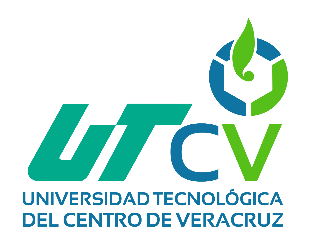 UTCV
UNIVERSIDAD TECNOLÓGICA
DEL CENTRO DE VERACRUZ